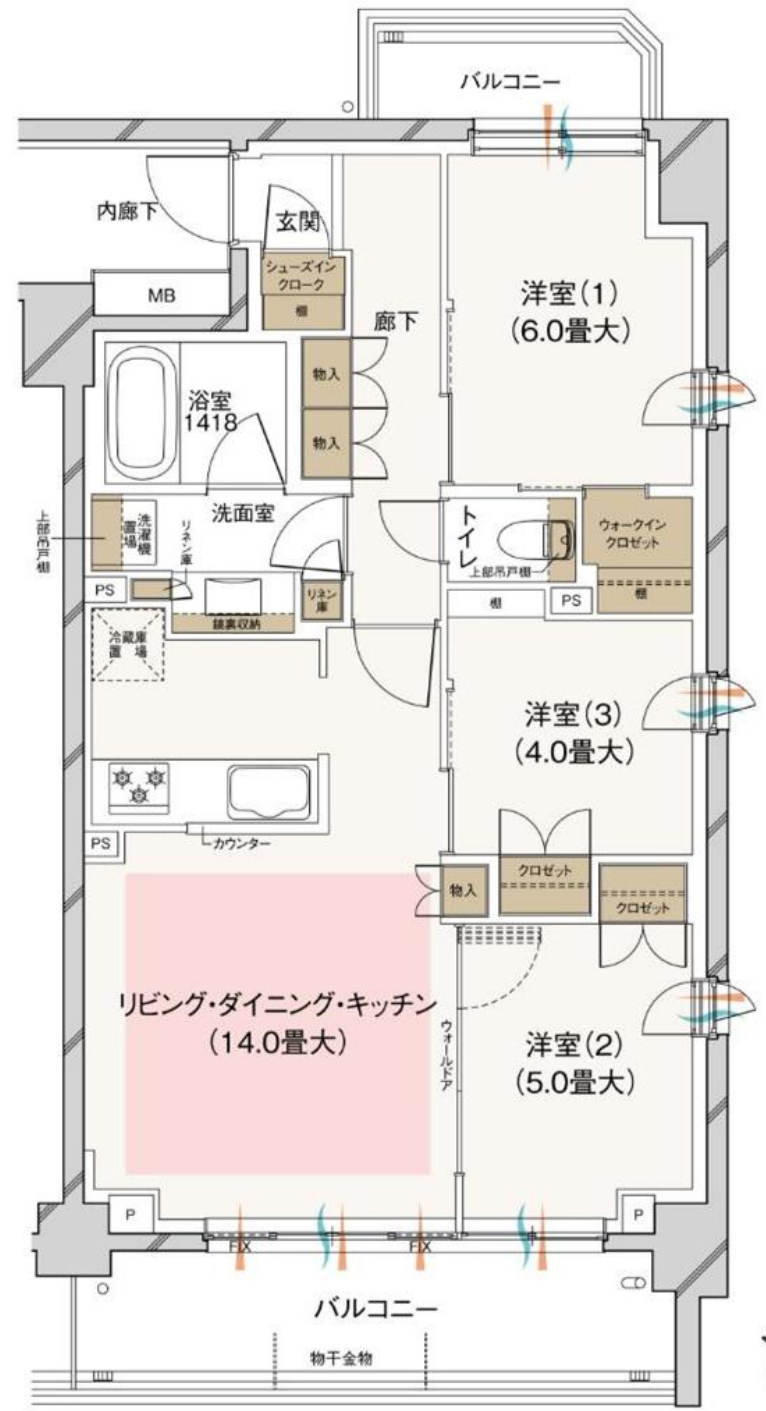 バルコニー
内廊下
玄関
MB
シューズイン
クローク
棚
廊下
洋室(1)
(6.0畳大)
物入
浴室
1418
物入
上部吊戸棚
洗濯機
置場
リネン庫
洗面室
トイレ
上部吊戸棚
ウォークイン
クロゼット
棚
PS
リネン
庫
鏡裏収納
棚
PS
冷蔵庫
置場
洋室(3)
(4.0畳大)
PS
カウンター
物入
クロゼット
クロゼット
リビング・ダイニング・キッチン
(14.0畳大)
ウォールドア
洋室(2)
(5.0畳大)
P
P
FIX
FIX
バルコニー
物干金物